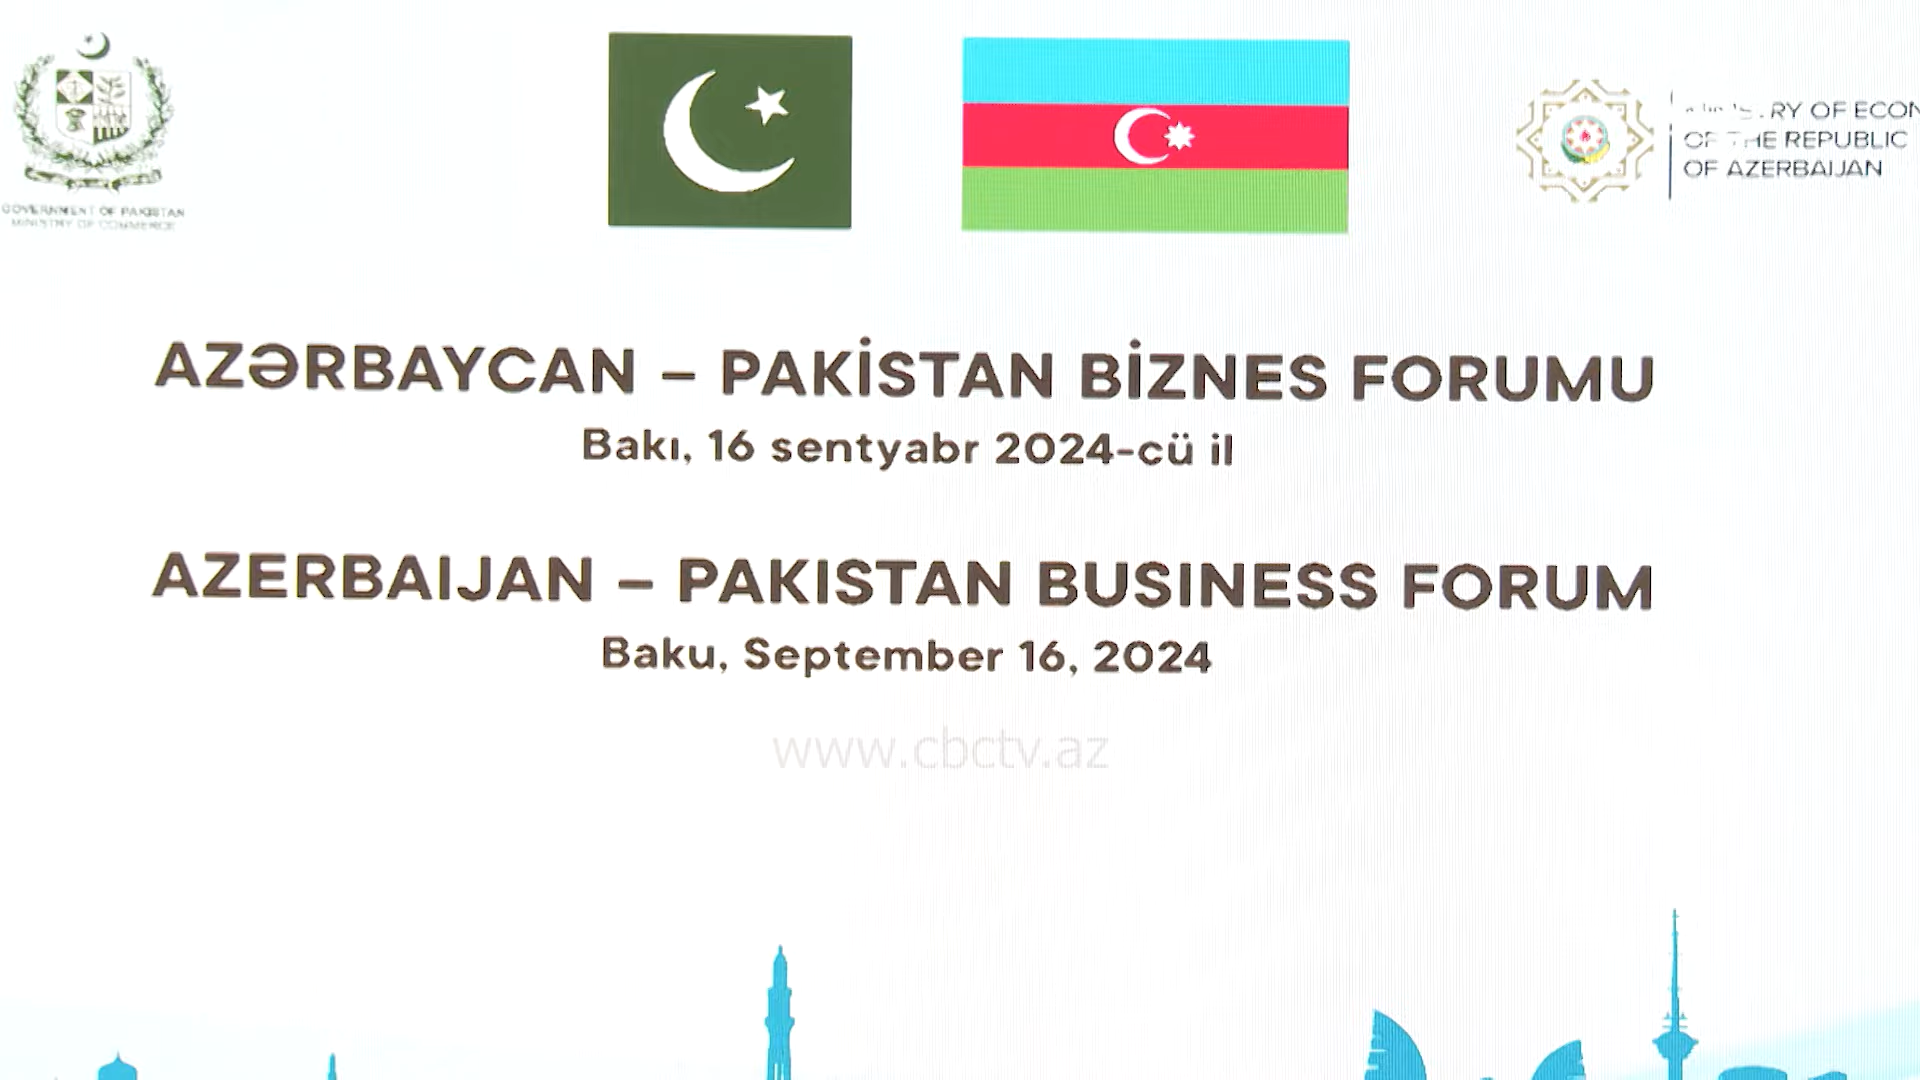 GOVERNMENT OF PAKISTAN
MINISTRY OF COMMERCE
OF THE REPUBLIC
OF AZERBAIJAN
AZƏRBAYCAN – PAKİSTAN BİZNES FORUMU
Bakı, 16 sentyabr 2024-cü il
AZERBAIJAN – PAKISTAN BUSINESS FORUM
Baku, September 16, 2024
www.cbctv.az